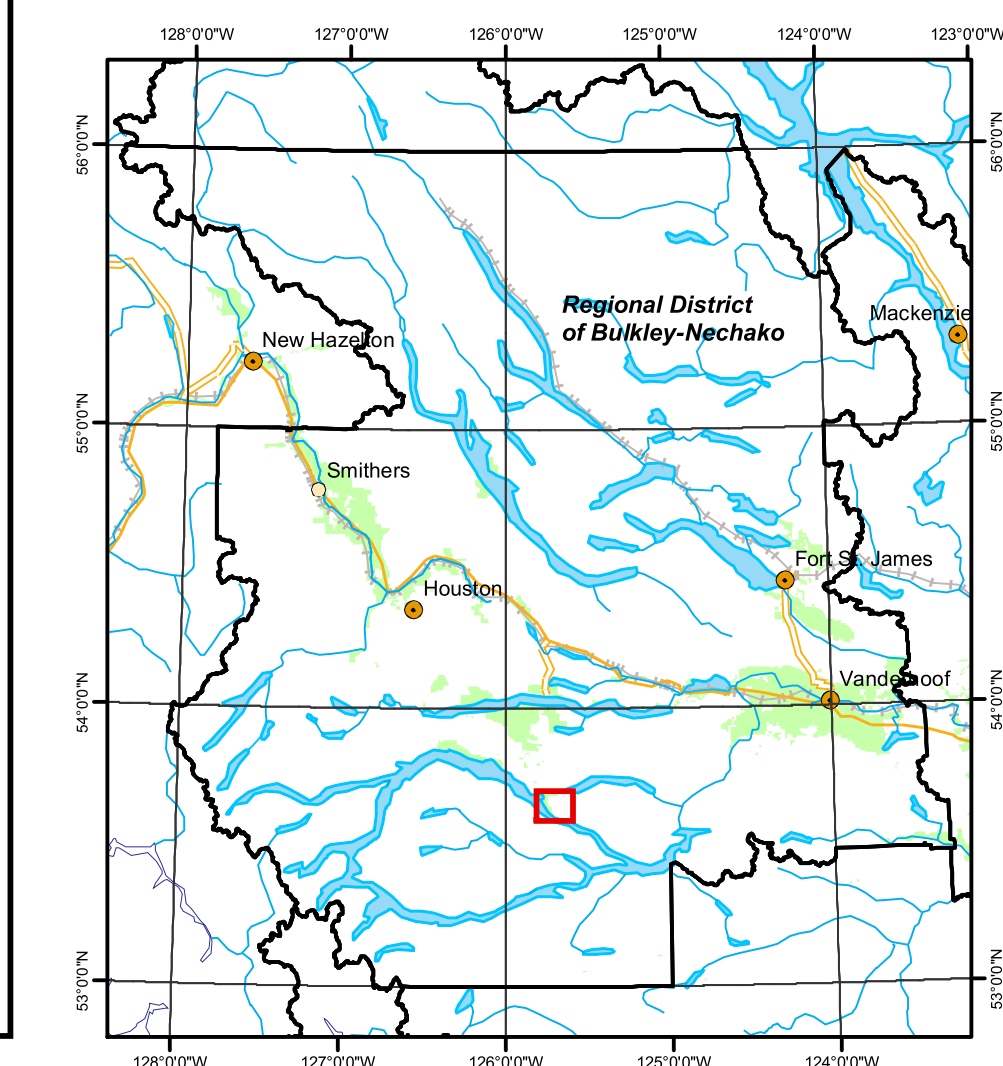 128°0'0"W 127°0'0"W 126°0'0"W 125°0'0"W 124°0'0"W 123°0'0"W
56°0'0"N 56°0'0"N
Regional District
of Bulkley-Nechako
Mackenzie
New Hazelton
55°0'0"N 55°0'0"N
Smithers
Fort St. James
Houston
Vanderhoof
54°0'0"N 54°0'0"N
53°0'0"N 53°0'0"N
128°0'0"W 127°0'0"W 126°0'0"W 125°0'0"W 124°0'0"W